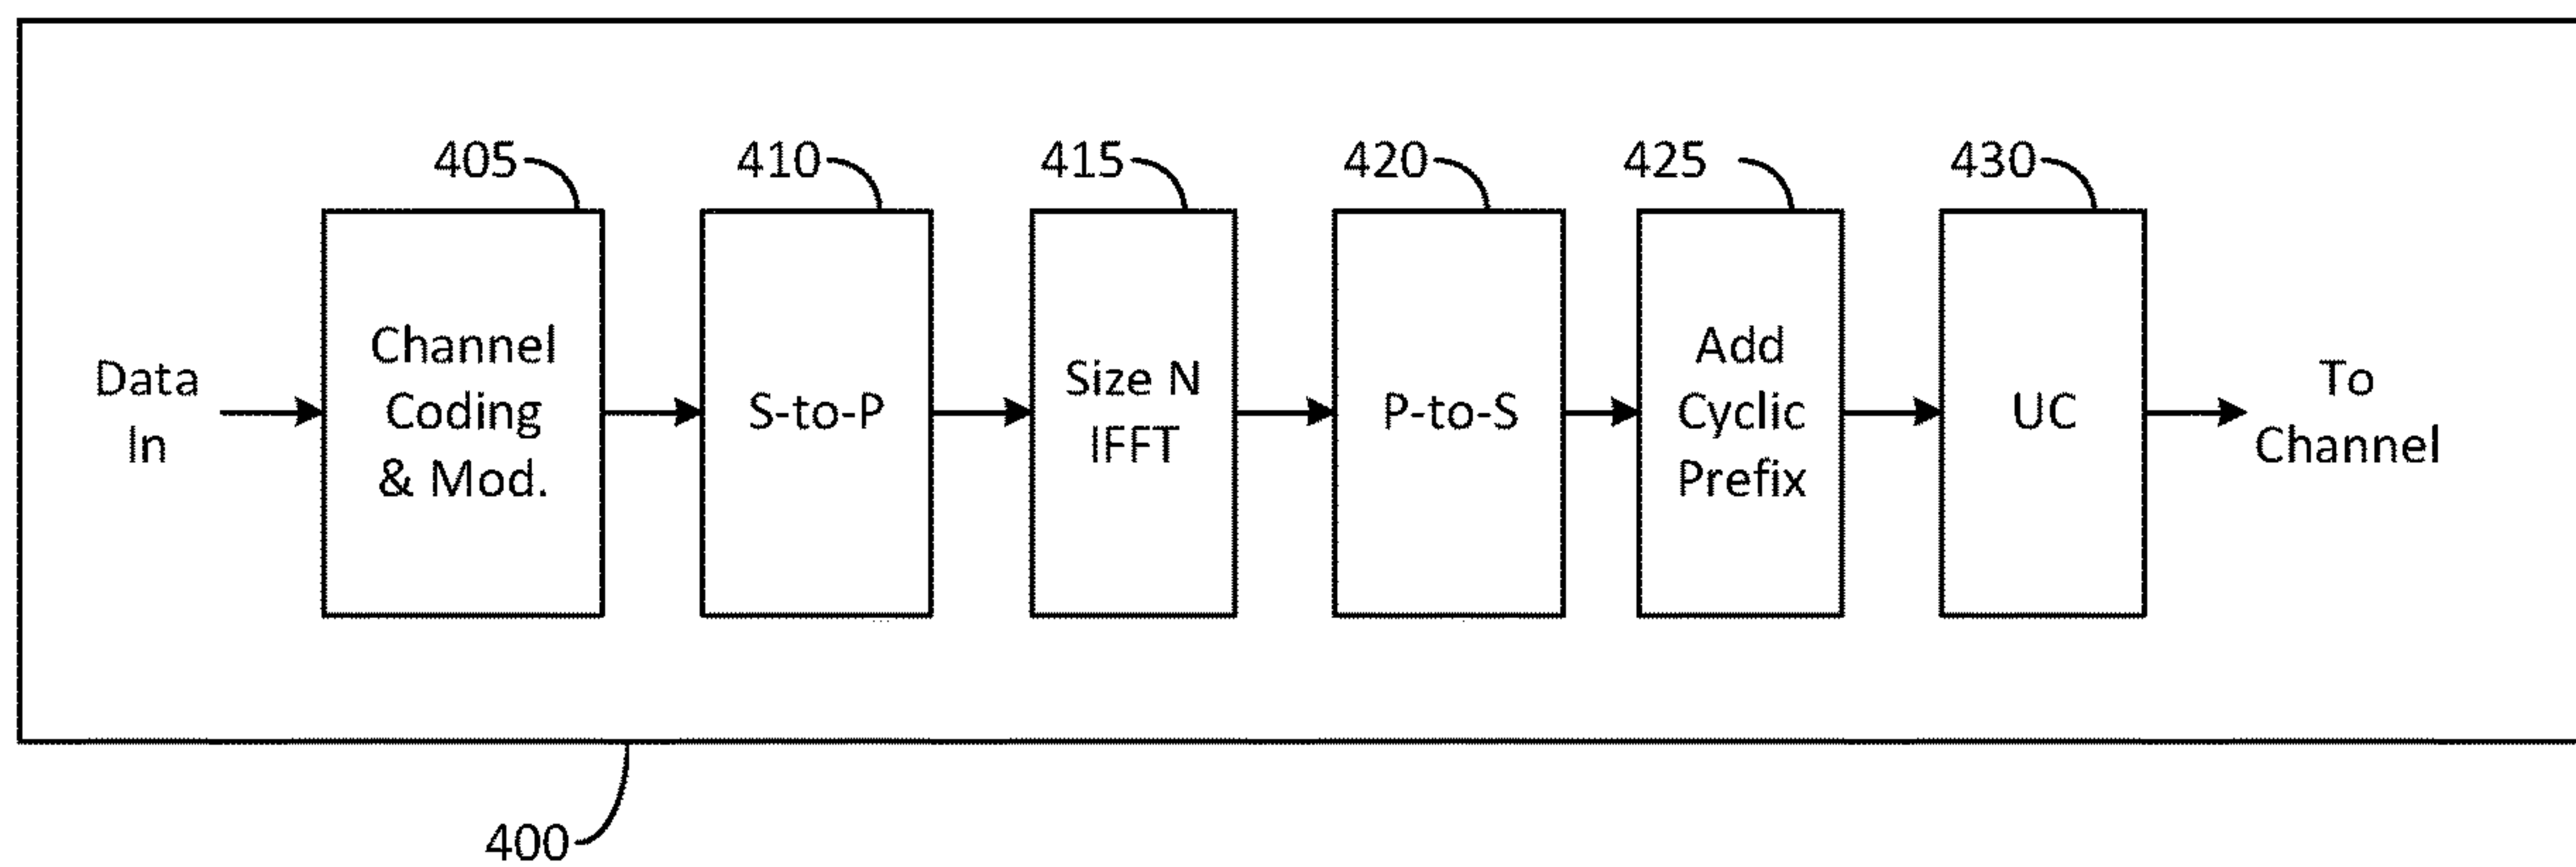 405
410
415
420
425
430
Data
In
Channel
Coding
& Mod.
S-to-P
Size N
IFFT
P-to-S
Add
Cyclic
Prefix
UC
To
Channel
400